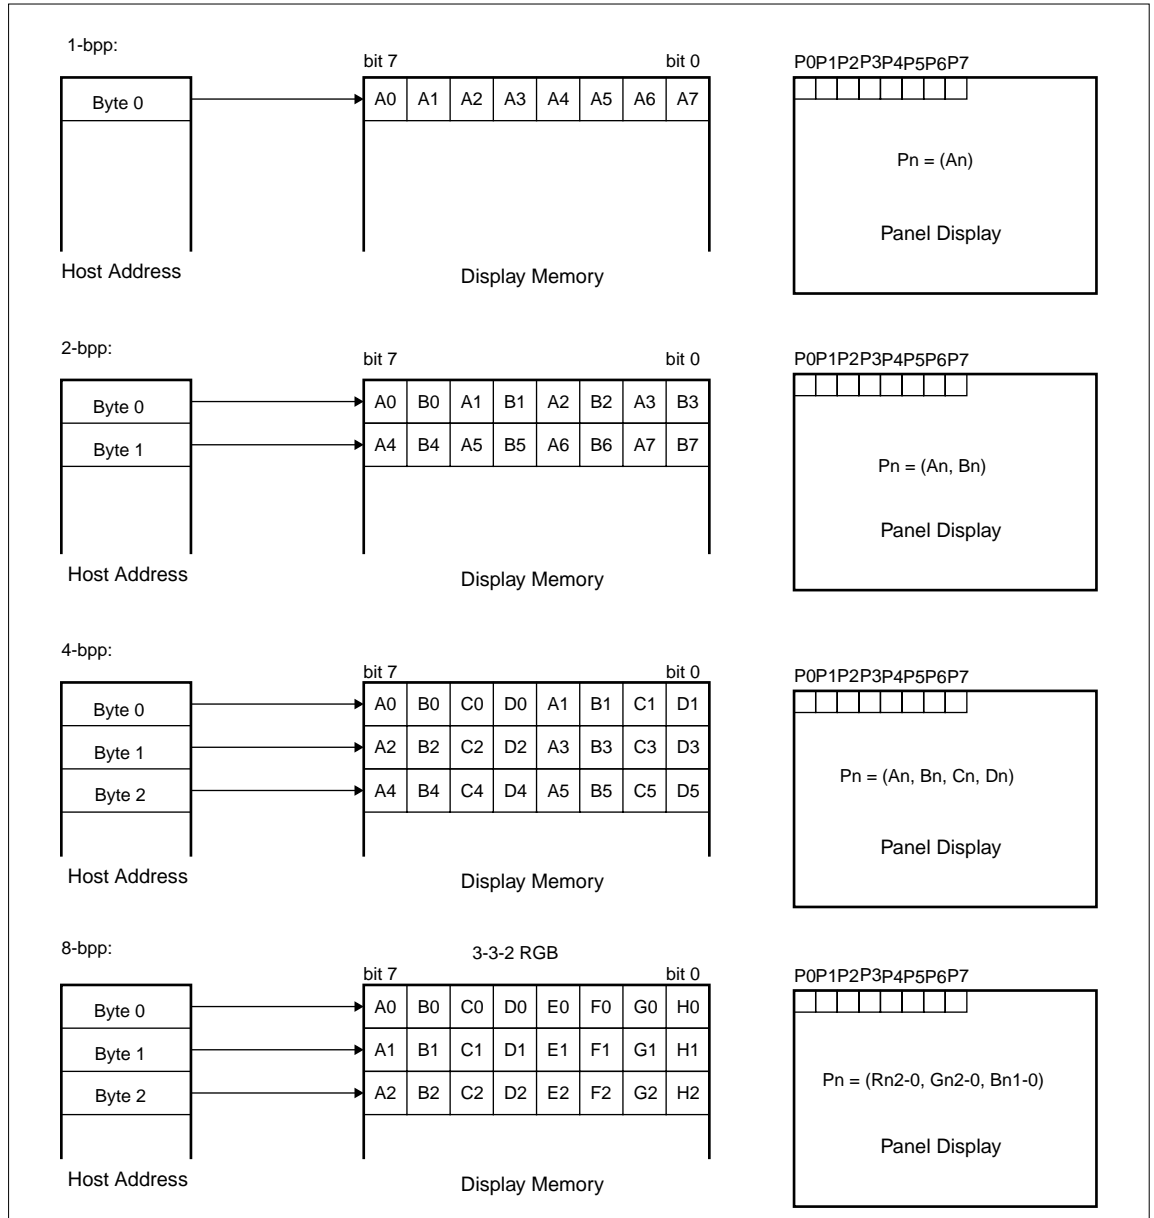 1-bpp:
bit 7 bit 0 P0P1P2P3P4P5P6P7
Byte 0 A0 A1 A2 A3 A4 A5 A6 A7
Pn = (An)
Panel Display
Host Address Display Memory
2-bpp:
bit 7 bit 0 P0P1P2P3P4P5P6P7
Byte 0 A0 B0 A1 B1 A2 B2 A3 B3
Byte 1 A4 B4 A5 B5 A6 B6 A7 B7
Pn = (An, Bn)
Panel Display
Host Address Display Memory
4-bpp:
bit 7 bit 0 P0P1P2P3P4P5P6P7
Byte 0 A0 B0 C0 D0 A1 B1 C1 D1
Byte 1 A2 B2 C2 D2 A3 B3 C3 D3
Pn = (An, Bn, Cn, Dn)
Byte 2 A4 B4 C4 D4 A5 B5 C5 D5
Panel Display
Host Address Display Memory
8-bpp:
3-3-2 RGB
bit 7 bit 0 P0P1P2P3P4P5P6P7
Byte 0 A0 B0 C0 D0 E0 F0 G0 H0
Byte 1 A1 B1 C1 D1 E1 F1 G1 H1
Pn = (Rn2-0, Gn2-0, Bn1-0)
Byte 2 A2 B2 C2 D2 E2 F2 G2 H2
Panel Display
Host Address Display Memory